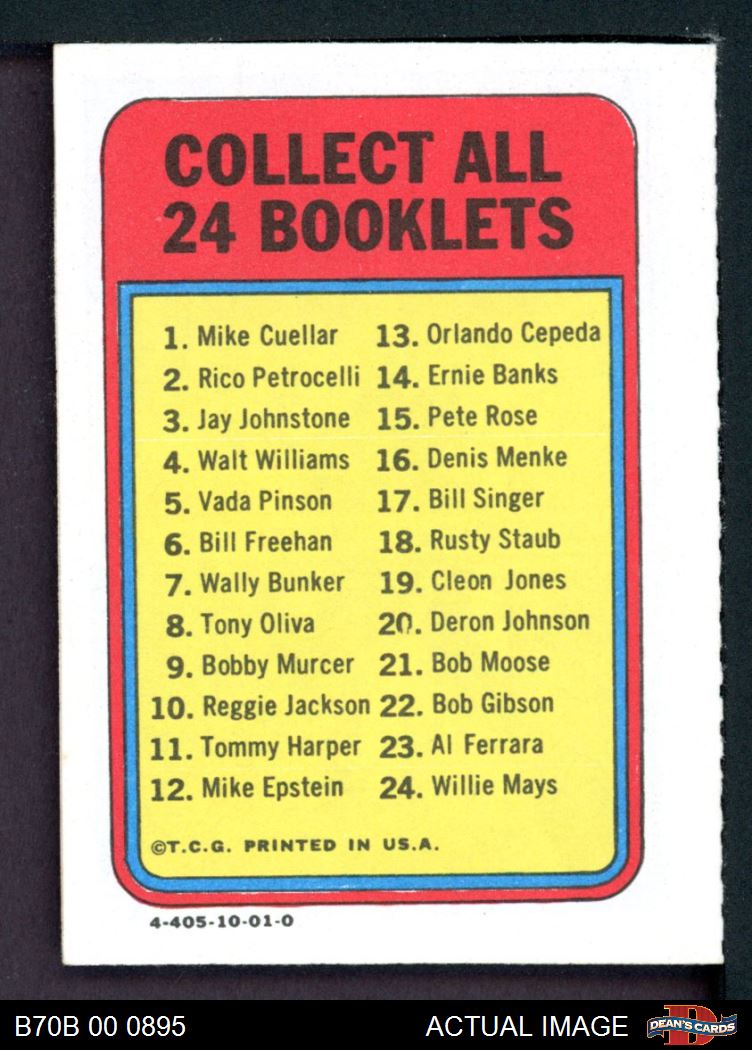 COLLECT ALL
24 BOOKLETS
1. Mike Cuellar
2. Rico Petrocelli
3. Jay Johnstone
4. Walt Williams
5. Vada Pinson
6. Bill Freehan
7. Wally Bunker
8. Tony Oliva
9. Bobby Murcer
10. Reggie Jackson
11. Tommy Harper
12. Mike Epstein
13. Orlando Cepeda
14. Ernie Banks
15. Pete Rose
16. Denis Menke
17. Bill Singer
18. Rusty Staub
19. Cleon Jones
20. Deron Johnson
21. Bob Moose
22. Bob Gibson
23. Al Ferrara
24. Willie Mays
©T.C.G. PRINTED IN U.S.A.
4-405-10-01-0
B70B 00 0895
ACTUAL IMAGE
D
DEAN'S CARDS